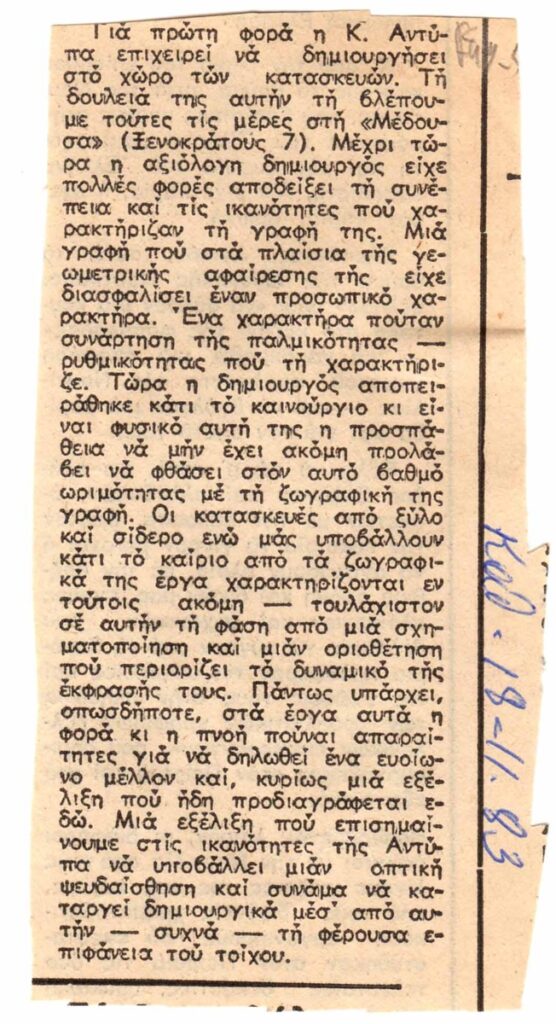 Γιά πρώτη φορά η Κ. Αντύ-
πα επιχειρεί νά δημιουργήσει
στό χώρο τών κατασκευών. Τή
δουλειά της αυτήν τή βλέπου-
με τούτες τίς μέρες στή «Μέδου-
σα» (Ξενοκράτους 7). Μέχρι τώ-
ρα η αξιόλογη δημιουργός είχε
πολλές φορές αποδείξει τή συνέ-
πεια καί τίς ικανότητες πού χα-
ρακτήριζαν τή γραφή της. Μιά
γραφή πού στά πλαίσια τής γε-
ωμετρικής αφαίρεσης τής είχε
διασφαλίσει έναν προσωπικό χα-
ρακτήρα. Ένα χαρακτήρα πούταν
συνάρτηση τής παλμικότητας —
ρυθμικότητας πού τή χαρακτήρι-
ζε. Τώρα η δημιουργός αποπει-
ράθηκε κάτι τό καινούργιο κι εί-
ναι φυσικό αυτή της η προσπά-
θεια νά μήν έχει ακόμη προλά-
βει νά φθάσει στόν αυτό βαθμό
ωριμότητας μέ τή ζωγραφική της
γραφή. Οι κατασκευές από ξύλο
καί σίδερο ενώ μάς υποβάλλουν
κάτι τό καίριο από τά ζωγραφι-
κά της έργα χαρακτηρίζονται εν
τούτοις ακόμη — τουλάχιστον
σέ αυτήν τή φάση από μιά σχη-
ματοποίηση καί μιάν οριοθέτηση
πού περιορίζει τό δυναμικό τής
έκφρασής τους. Πάντως υπάρχει,
οπωσδήποτε, στά έργα αυτά η
φορά κι η πνοή πούναι απαραί-
τητες γιά νά δηλωθεί ένα ευοίω-
νο μέλλον καί, κυρίως μιά εξέ-
λιξη πού ήδη προδιαγράφεται ε-
δώ. Μιά εξέλιξη πού επισημαί-
νουμε στίς ικανότητες τής Αντύ-
πα νά υποβάλλει μιάν οπτική
ψευδαίσθηση καί συνάμα νά κα-
ταργεί δημιουργικά μέσ' από αυ-
τήν — συχνά — τή φέρουσα ε-
πιφάνεια τού τοίχου.
Καθ. 18-11-83